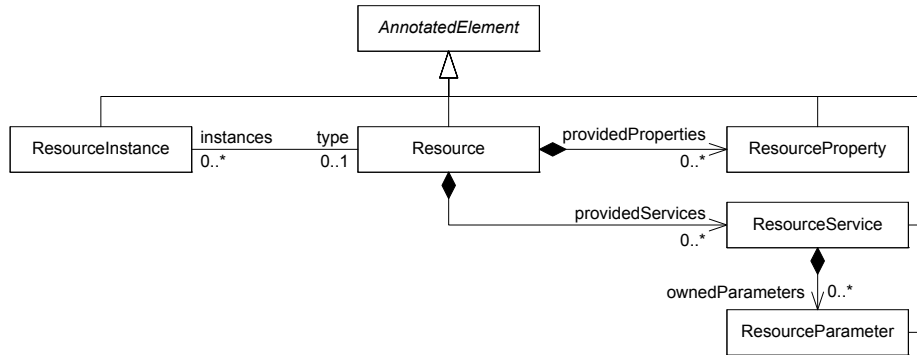 AnnotatedElement
ResourceInstance
instances
0..*
type
0..1
Resource
providedProperties
0..*
ResourceProperty
providedServices
0..*
ResourceService
ownedParameters
0..*
ResourceParameter